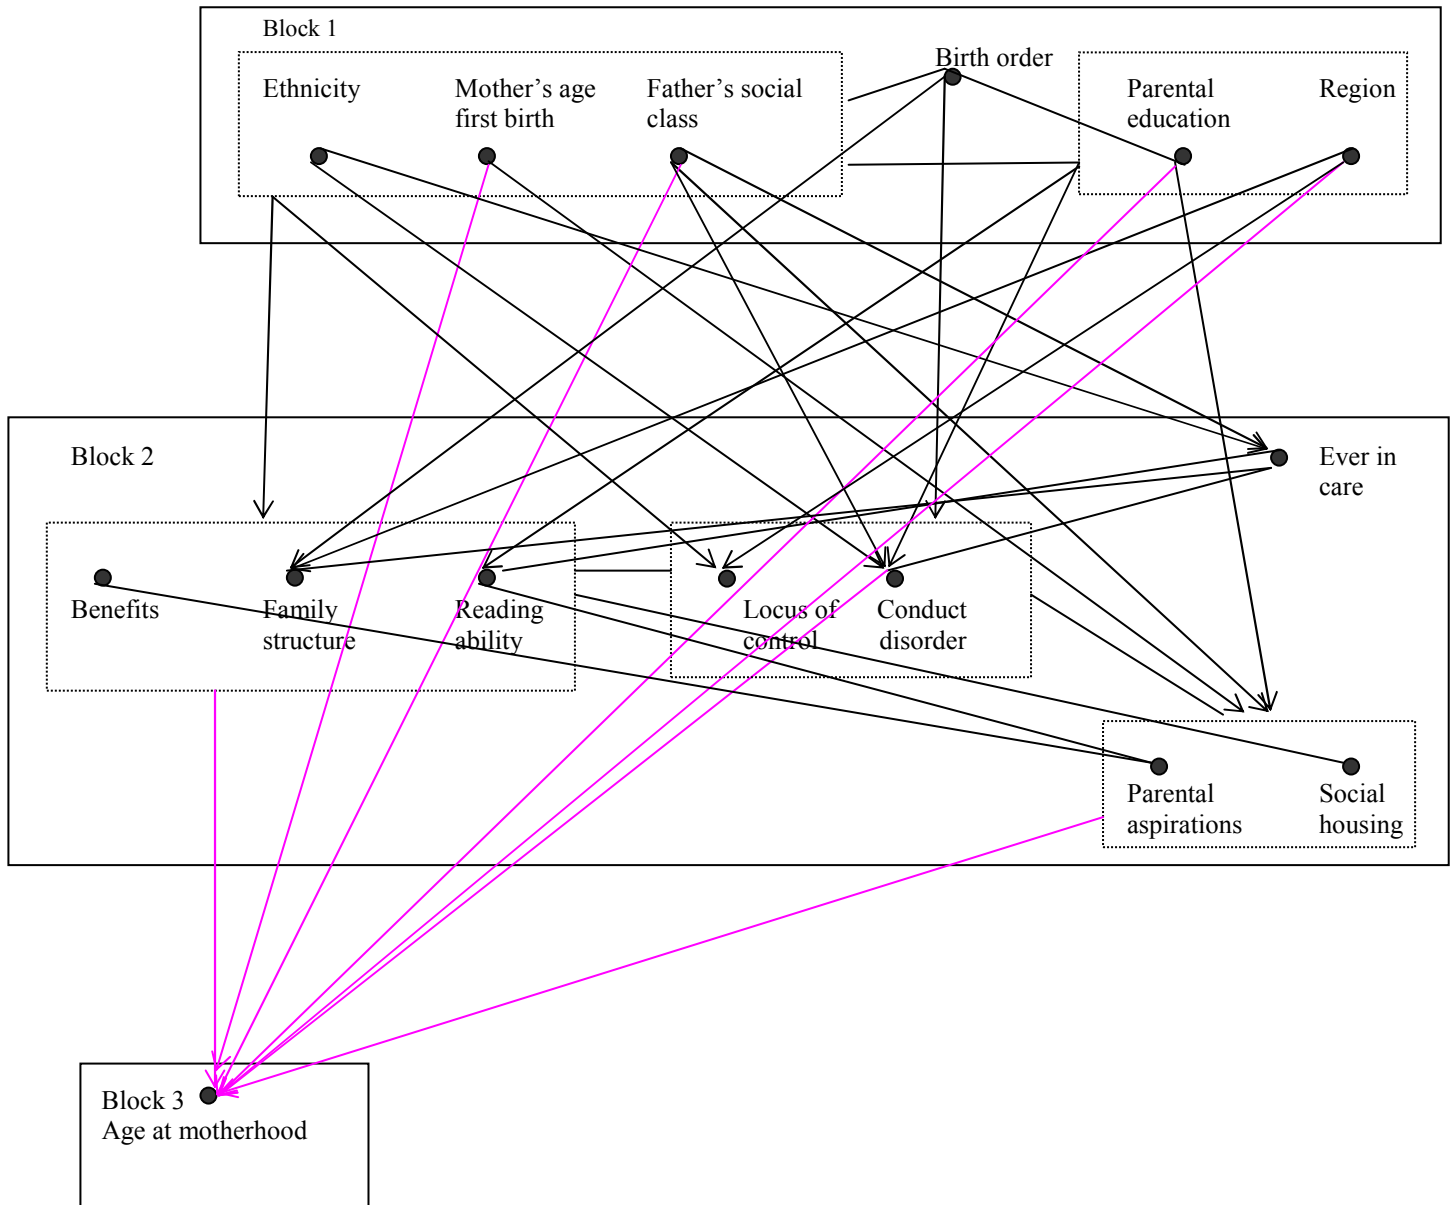 Block 1
Birth order
Ethnicity
Mother’s age
first birth
Father’s social
class
Parental
education
Region
Block 2
Ever in
care
Benefits
Family
structure
Reading
ability
Locus of
control
Conduct
disorder
Parental
aspirations
Social
housing
Block 3
Age at motherhood